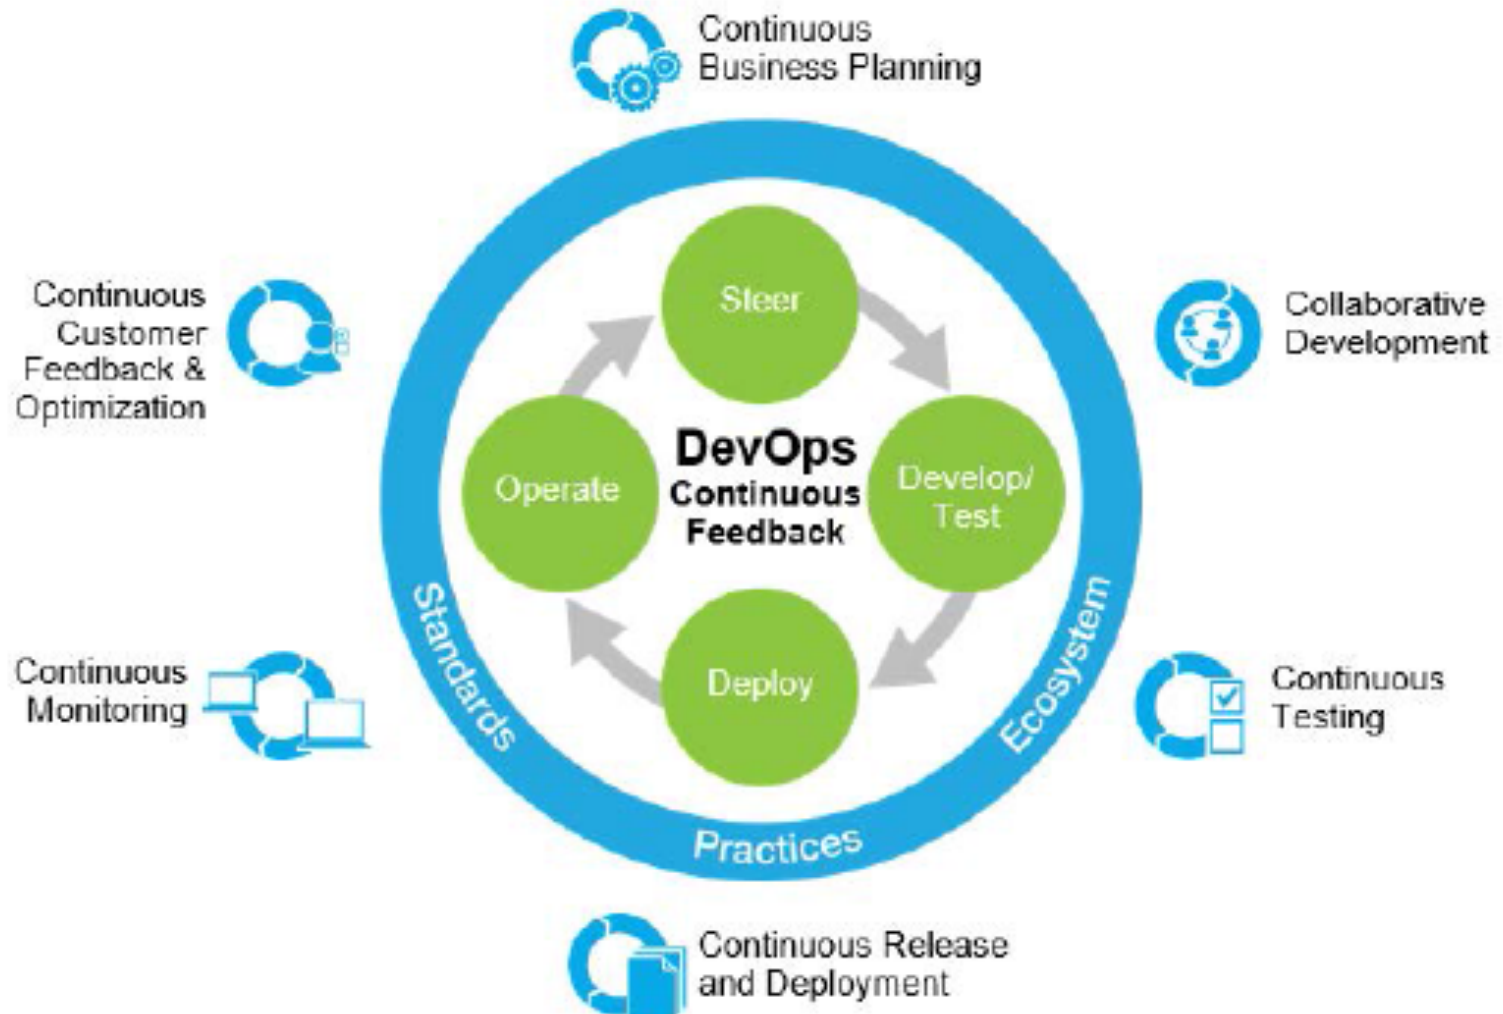 Continuous
Business Planning
Continuous
Customer
Feedback &
Optimization
Collaborative
Development
Steer
Operate
DevOps
Continuous
Feedback
Develop/
Test
Deploy
Standards
Practices
Ecosystem
Continuous
Monitoring
Continuous
Testing
Continuous Release
and Deployment